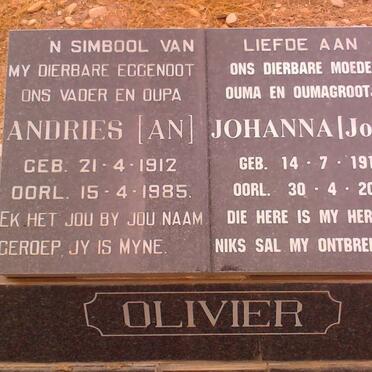 N SIMBOOL VAN
MY DIERBARE EGGENOOT
ONS VADER EN OUPA
ANDRIES [AN]
GEB. 21-4-1912
OORL. 15-4-1985.
EK HET JOU BY JOU NAAM
GEROEP, JY IS MYNE.
LIEFDE AAN
ONS DIERBARE MOEDE
OUMA EN OUMAGROOT
JOHANNA [Jo
GEB. 14-7-191
OORL. 30-4-20
DIE HERE IS MY HER
NIKS SAL MY ONTBRE
OLIVIER